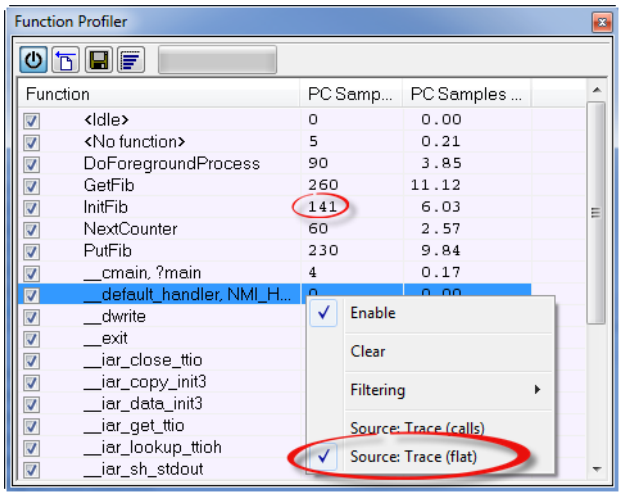 Function Profiler
Function PC Samp... PC Samples ...
<Idle> 0 0.00
<No function> 5 0.21
DoForegroundProcess 90 3.85
GetFib 260 11.12
InitFib 141 6.03
NextCounter 60 2.57
PutFib 230 9.84
__cmain, ?main 4 0.17
__default_handler, NMI_H... 0 0.00
__dwrite
__exit
__iar_close_ttio
__iar_copy_init3
__iar_data_init3
__iar_get_ttio
__iar_lookup_ttioh
__iar_sh_stdout
Enable
Clear
Filtering
Source: Trace (calls)
Source: Trace (flat)